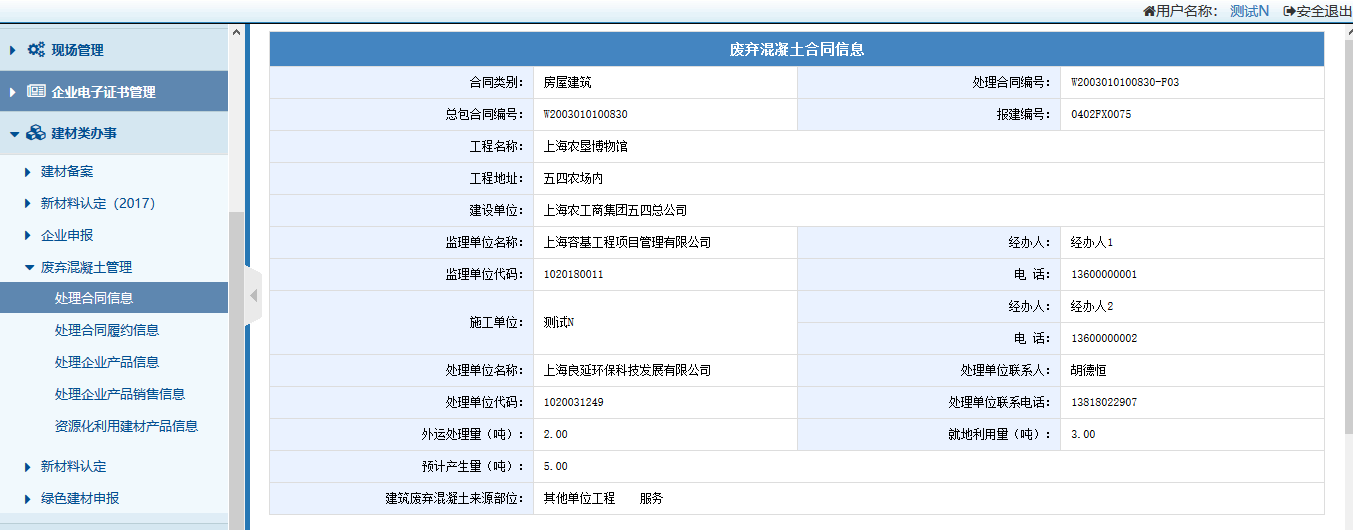 用户名称： 测试N 安全退出
现场管理
企业电子证书管理
建材类办事
建材备案
新材料认定（2017）
企业申报
废弃混凝土管理
处理合同信息
处理合同履约信息
处理企业产品信息
处理企业产品销售信息
资源化利用建材产品信息
新材料认定
绿色建材申报
废弃混凝土合同信息
合同类别： 房屋建筑 处理合同编号： W2003010100830-F03
总包合同编号： W2003010100830 报建编号： 0402PX0075
工程名称： 上海农垦博物馆
工程地址： 五四农场内
建设单位： 上海农工商集团五四总公司
监理单位名称： 上海容基工程项目管理有限公司 经办人： 经办人1
监理单位代码： 1020180011 电 话： 13600000001
施工单位： 测试N 经办人： 经办人2
电 话： 13600000002
处理单位名称： 上海良延环保科技发展有限公司 处理单位联系人： 胡德恒
处理单位代码： 1020031249 处理单位联系电话： 13818022907
外运处理量（吨）： 2.00 就地利用量（吨）： 3.00
预计产生量（吨）： 5.00
建筑废弃混凝土来源部位： 其他单位工程 服务